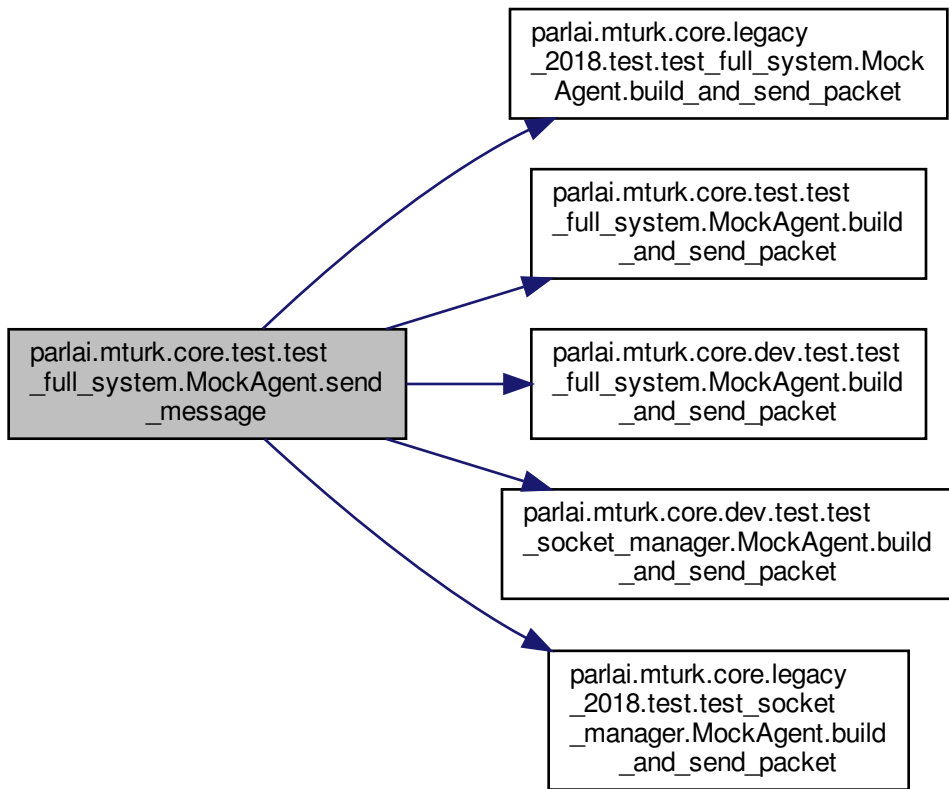 parlai.mturk.core.legacy
_2018.test.test_full_system.Mock
Agent.build_and_send_packet
parlai.mturk.core.test.test
_full_system.MockAgent.build
_and_send_packet
parlai.mturk.core.test.test
_full_system.MockAgent.send
_message
parlai.mturk.core.dev.test.test
_full_system.MockAgent.build
_and_send_packet
parlai.mturk.core.dev.test.test
_socket_manager.MockAgent.build
_and_send_packet
parlai.mturk.core.legacy
_2018.test.test_socket
_manager.MockAgent.build
_and_send_packet